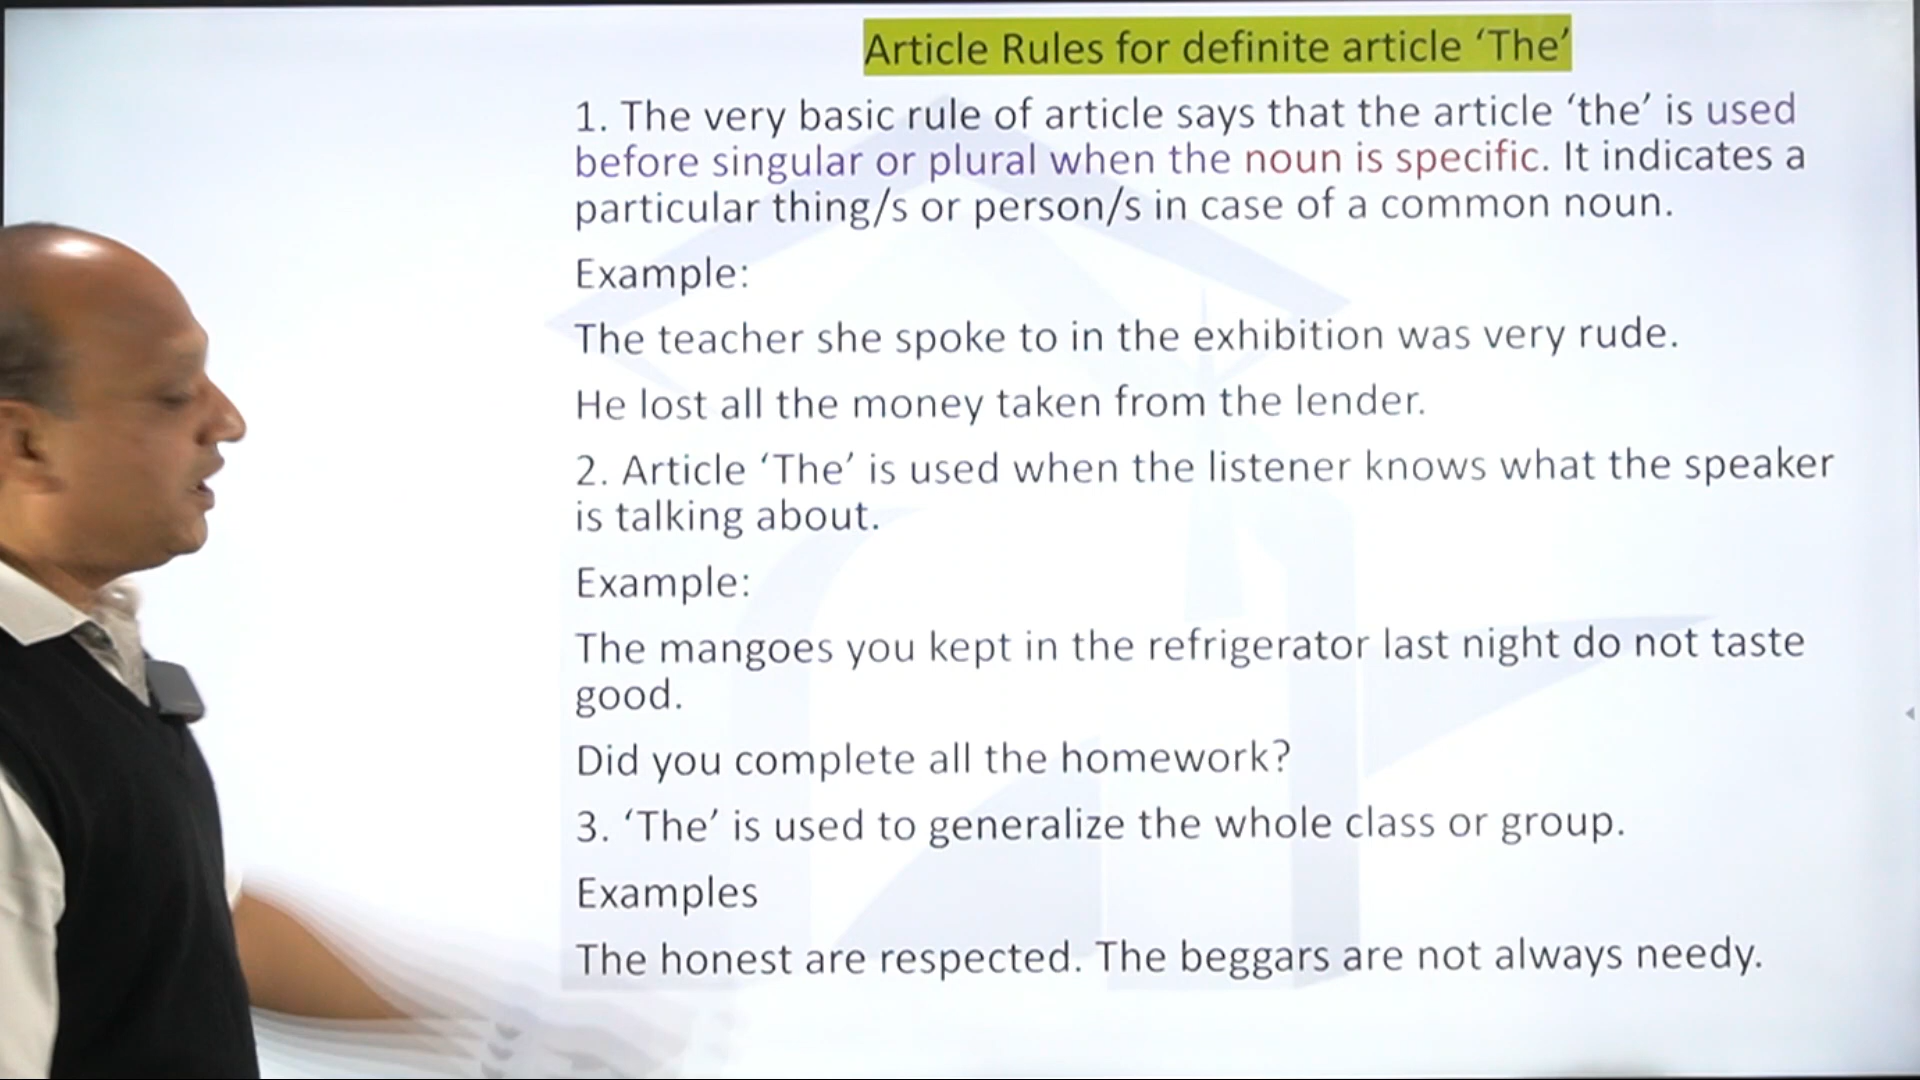 Article Rules for definite article ‘The’
1. The very basic rule of article says that the article ‘the’ is used
before singular or plural when the noun is specific. It indicates a
particular thing/s or person/s in case of a common noun.
Example:
The teacher she spoke to in the exhibition was very rude.
He lost all the money taken from the lender.
2. Article ‘The’ is used when the listener knows what the speaker
is talking about.
Example:
The mangoes you kept in the refrigerator last night do not taste
good.
Did you complete all the homework?
3. ‘The’ is used to generalize the whole class or group.
Examples
The honest are respected. The beggars are not always needy.